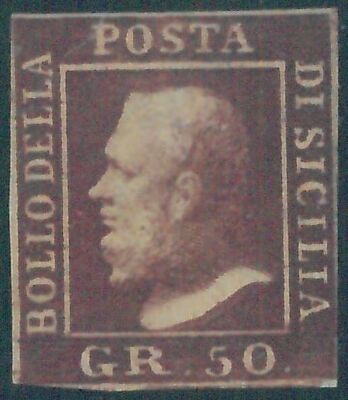 BOLLO DELLA
POSTA
DI SICILIA
GR. 50.